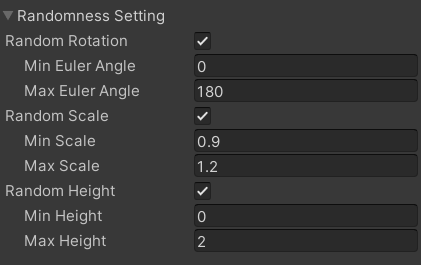 Randomness Setting
Random Rotation
Min Euler Angle 0
Max Euler Angle 180
Random Scale
Min Scale 0.9
Max Scale 1.2
Random Height
Min Height 0
Max Height 2